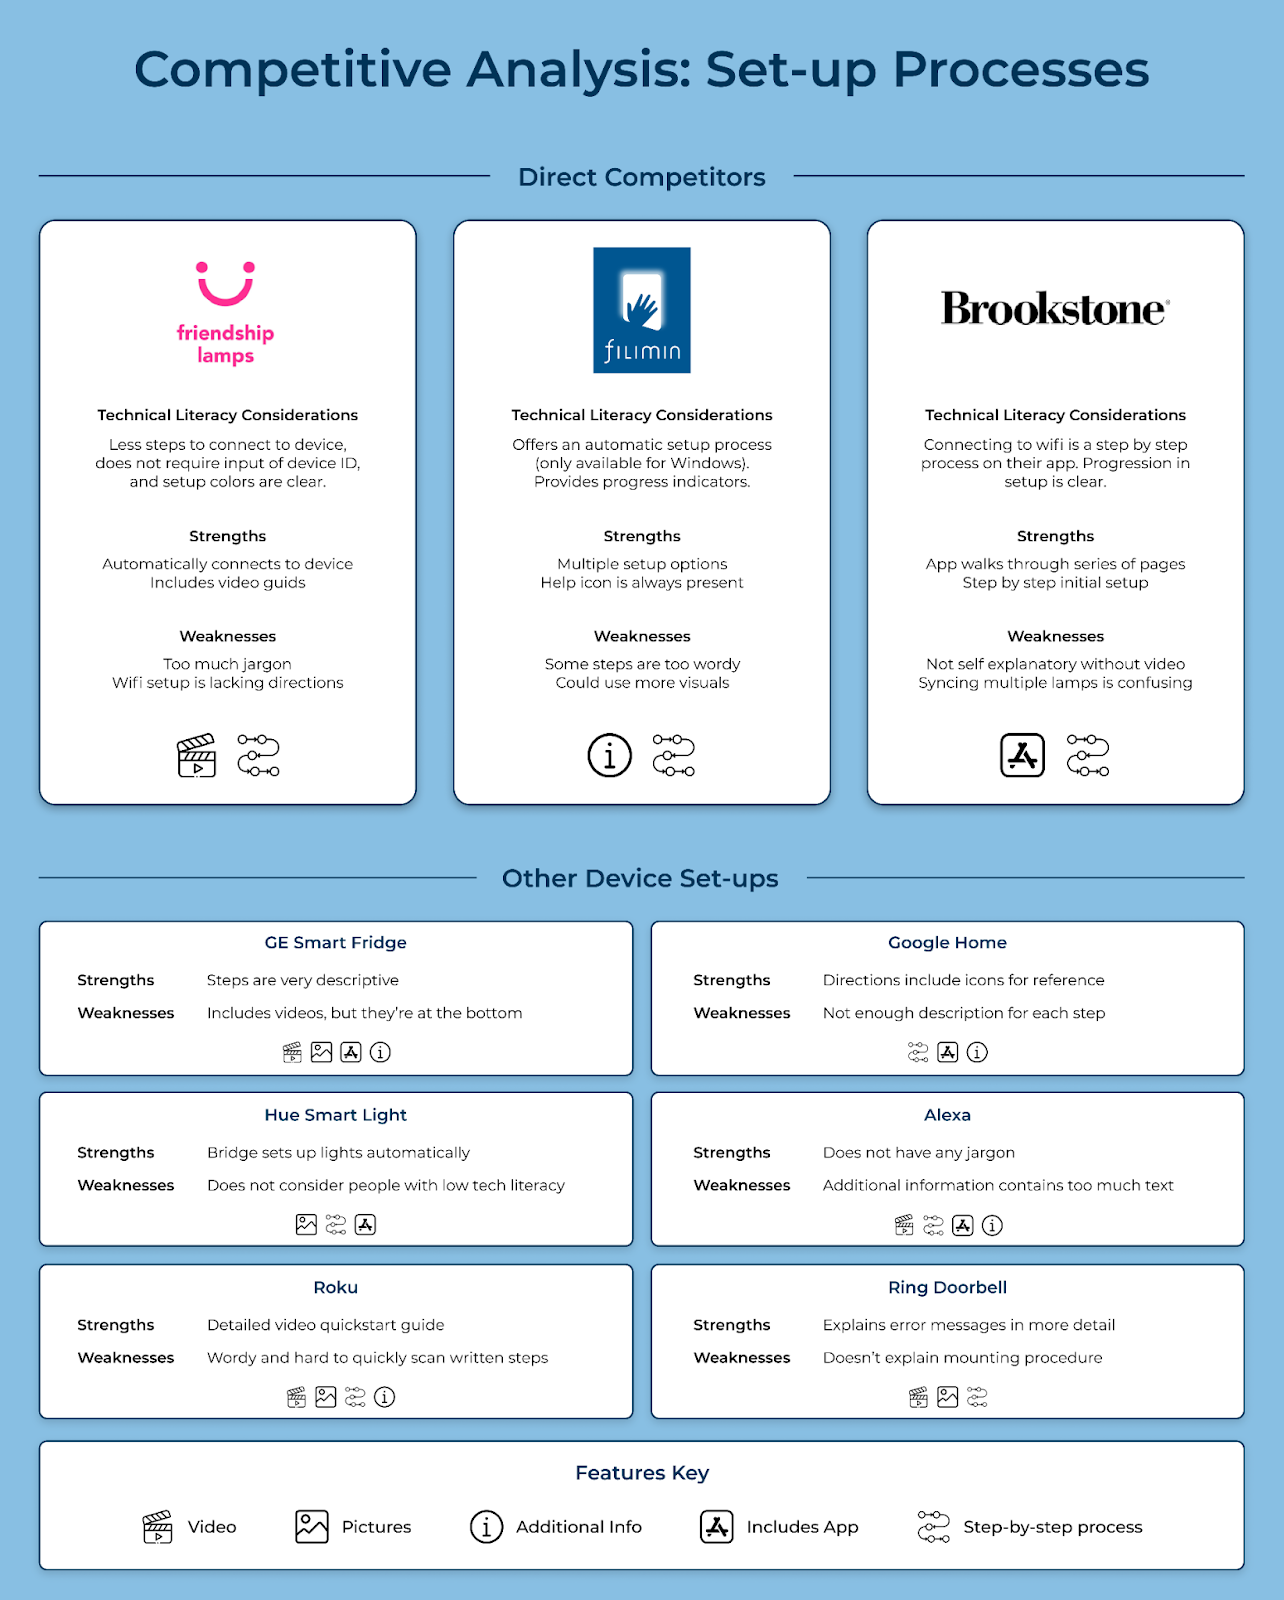 Competitive Analysis: Set-up Processes
Direct Competitors
friendship
lamps
Technical Literacy Considerations
Less steps to connect to device,
does not require input of device ID,
and setup colors are clear.
Strengths
Automatically connects to device
Includes video guids
Weaknesses
Too much jargon
Wifi setup is lacking directions
filimin
Technical Literacy Considerations
Offers an automatic setup process
(only available for Windows).
Provides progress indicators.
Strengths
Multiple setup options
Help icon is always present
Weaknesses
Some steps are too wordy
Could use more visuals
Brookstone®
Technical Literacy Considerations
Connecting to wifi is a step by step
process on their app. Progression in
setup is clear.
Strengths
App walks through series of pages
Step by step initial setup
Weaknesses
Not self explanatory without video
Syncing multiple lamps is confusing
Other Device Set-ups
GE Smart Fridge
Strengths Steps are very descriptive
Weaknesses Includes videos, but they're at the bottom
Google Home
Strengths Directions include icons for reference
Weaknesses Not enough description for each step
Hue Smart Light
Strengths Bridge sets up lights automatically
Weaknesses Does not consider people with low tech literacy
Alexa
Strengths Does not have any jargon
Weaknesses Additional information contains too much text
Roku
Strengths Detailed video quickstart guide
Weaknesses Wordy and hard to quickly scan written steps
Ring Doorbell
Strengths Explains error messages in more detail
Weaknesses Doesn't explain mounting procedure
Features Key
Video Pictures Additional Info Includes App Step-by-step process